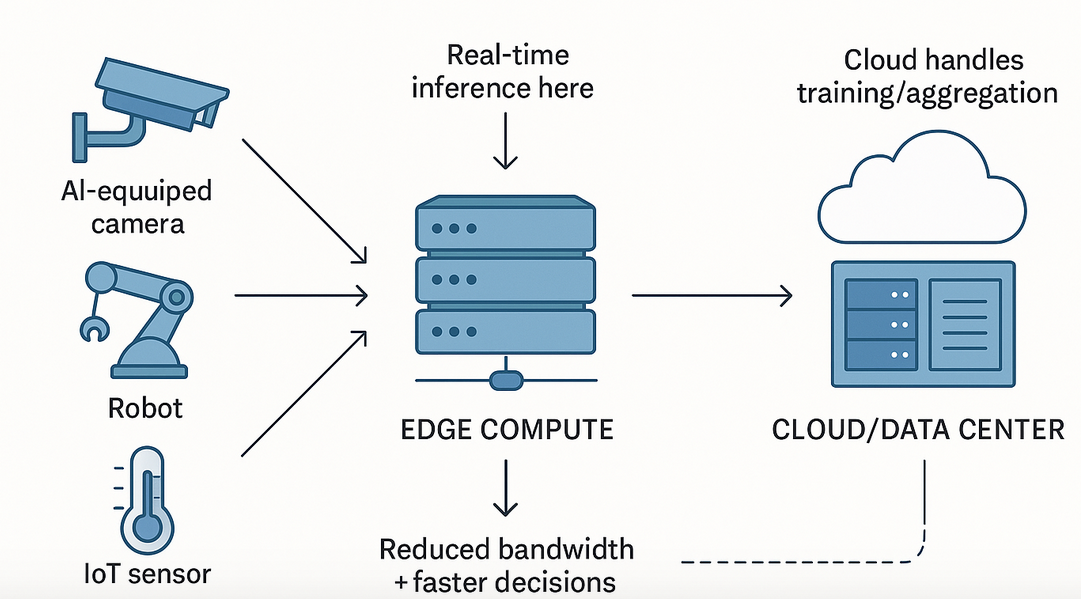 Real-time
inference here
Cloud handles
training/aggregation
AI-equuiped
camera
Robot
IoT sensor
EDGE COMPUTE
CLOUD/DATA CENTER
Reduced bandwidth
+ faster decisions